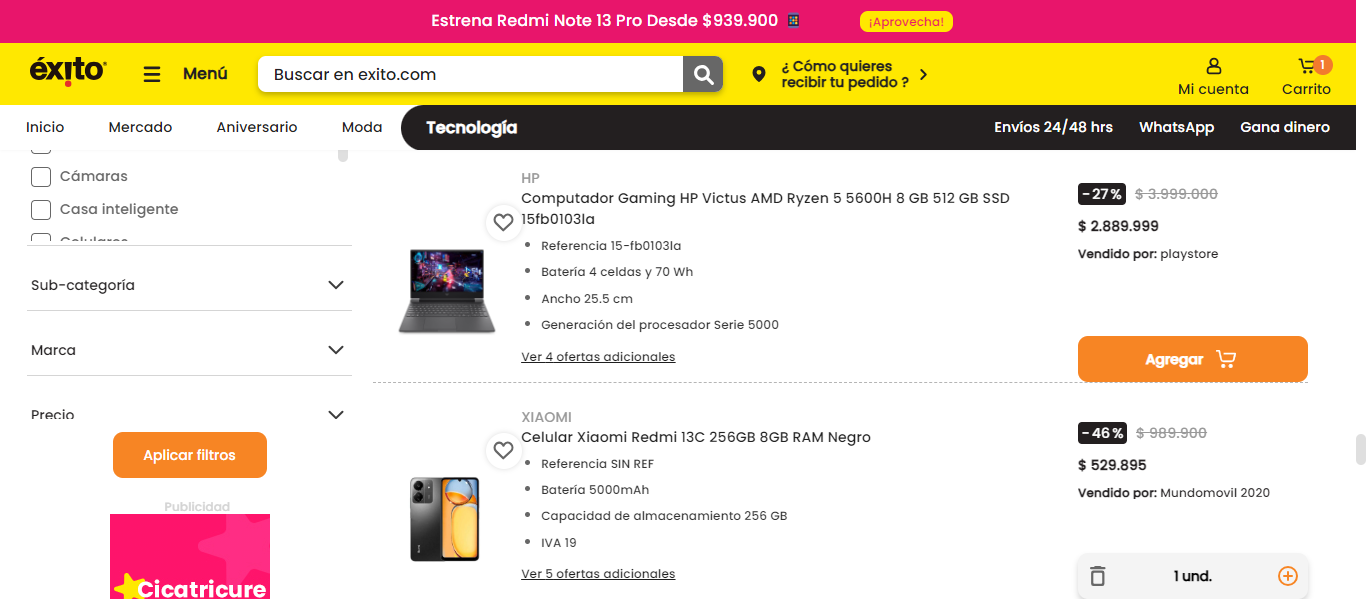 Estrena Redmi Note 13 Pro Desde $939.900
¡Aprovecha!
éxito
Menú
Buscar en exito.com
¿ Cómo quieres
recibir tu pedido ?
Mi cuenta
1
Carrito
Inicio
Mercado
Aniversario
Moda
Tecnología
Envíos 24/48 hrs
WhatsApp
Gana dinero
Cámaras
Casa inteligente
Celulares
Sub-categoría
Marca
Precio
Aplicar filtros
Publicidad
Cicatricure
HP
Computador Gaming HP Victus AMD Ryzen 5 5600H 8 GB 512 GB SSD
15fb0103la
Referencia 15-fb0103la
Batería 4 celdas y 70 Wh
Ancho 25.5 cm
Generación del procesador Serie 5000
Ver 4 ofertas adicionales
-27% $ 3.999.000
$ 2.889.999
Vendido por: playstore
Agregar
XIAOMI
Celular Xiaomi Redmi 13C 256GB 8GB RAM Negro
Referencia SIN REF
Batería 5000mAh
Capacidad de almacenamiento 256 GB
IVA 19
Ver 5 ofertas adicionales
-46% $ 989.900
$ 529.895
Vendido por: Mundomovil 2020
1 und.